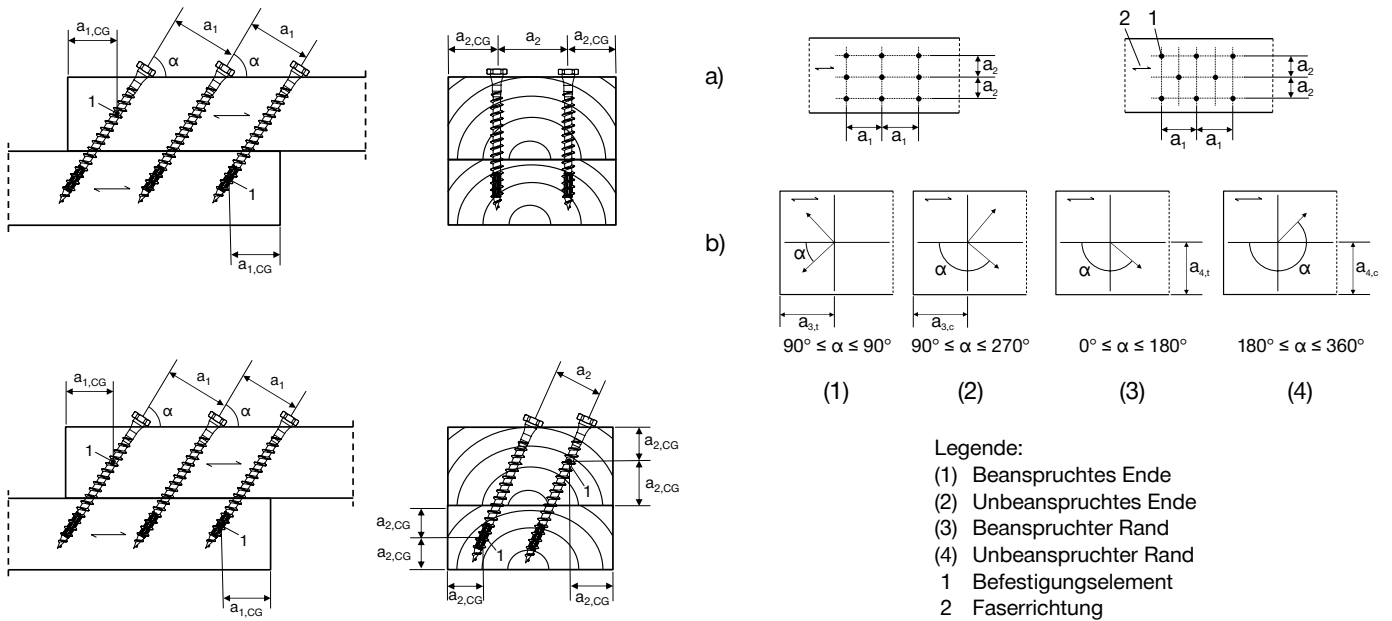 a1,CG
a1
a1
α
α
1
1
a1,CG
a2,CG
a2
a2,CG
a1,CG
a1
a1
α
α
1
1
a1,CG
a2
a2,CG
a2,CG
1
a2,CG
a2,CG
1
a2,CG
a2,CG
a)
a2
a2
a1
a1
2
1
a2
a2
a1
a1
b)
α
α
α
α
a4,t
a4,c
a3,t
a3,c
90° ≤ α ≤ 90°
90° ≤ α ≤ 270°
0° ≤ α ≤ 180°
180° ≤ α ≤ 360°
(1)
(2)
(3)
(4)
Legende:
(1) Beanspruchtes Ende
(2) Unbeanspruchtes Ende
(3) Beanspruchter Rand
(4) Unbeanspruchter Rand
1 Befestigungselement
2 Faserrichtung